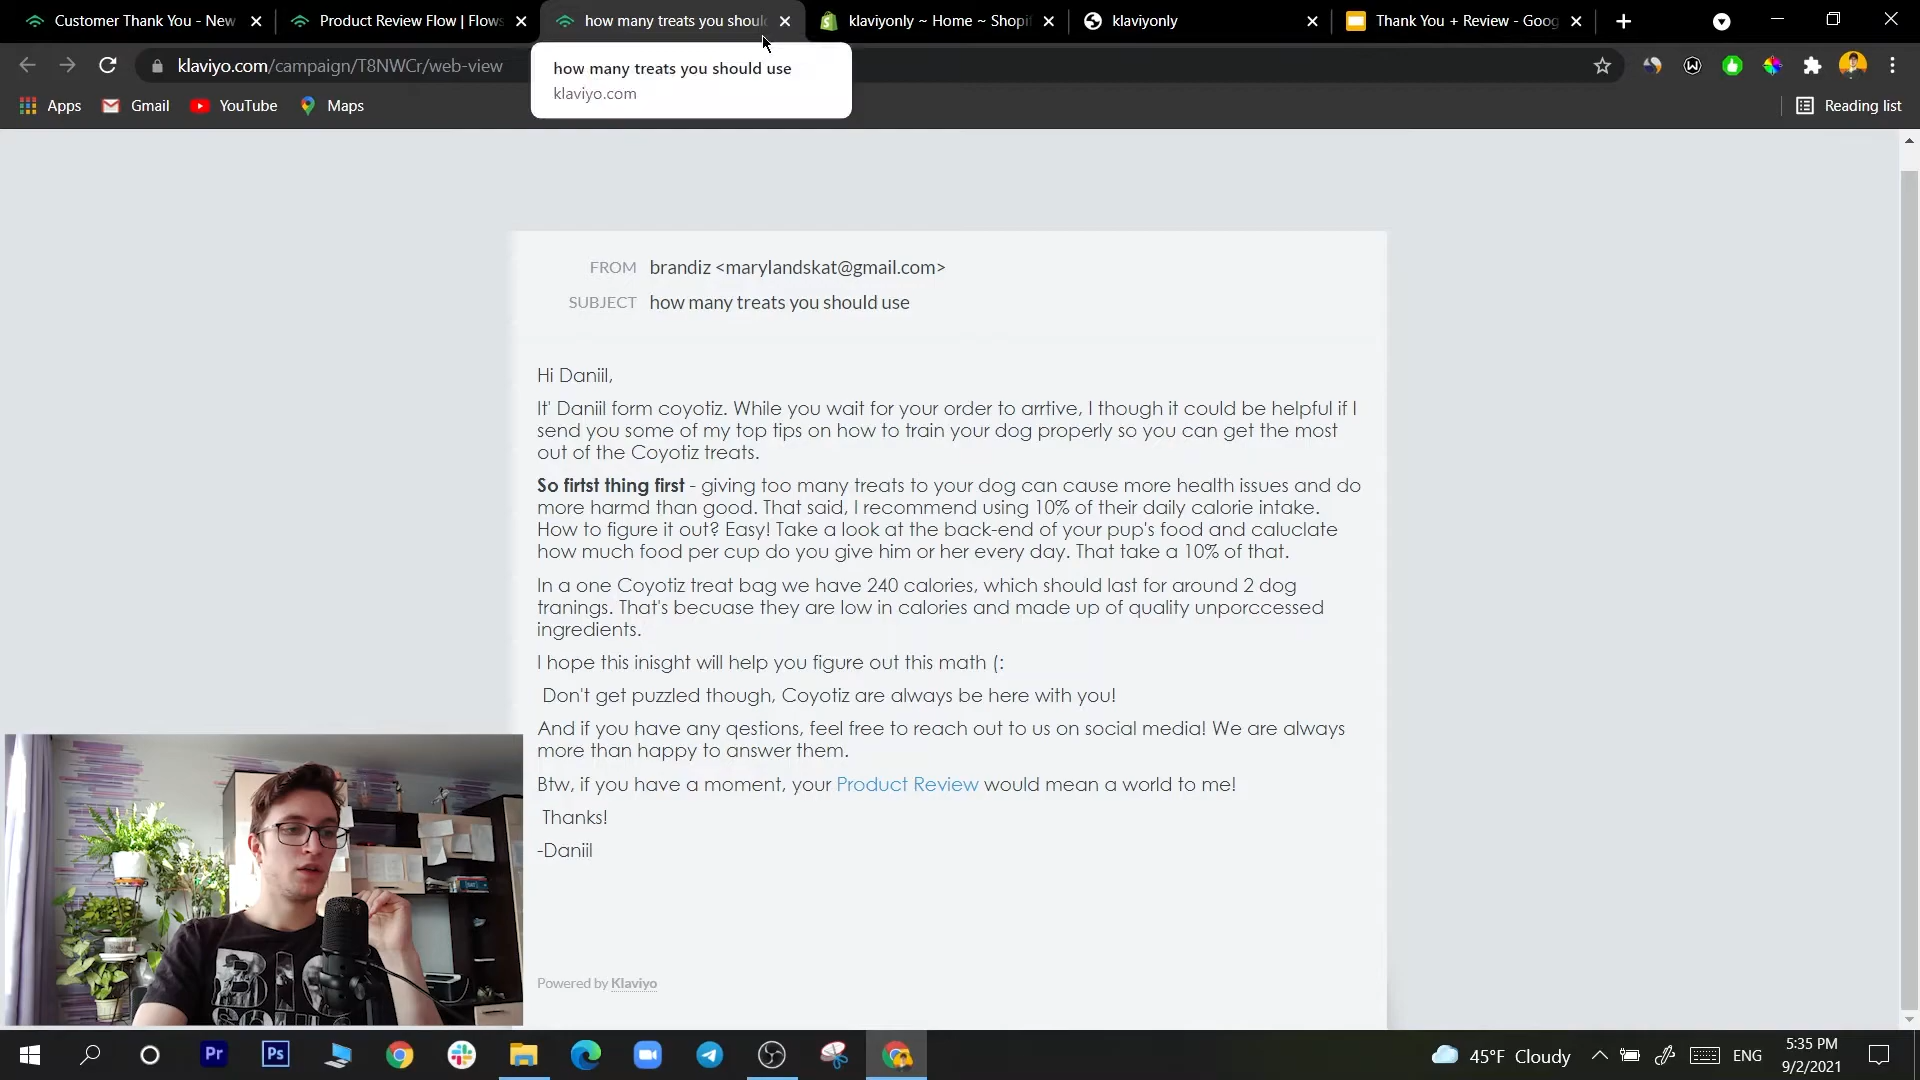 Customer Thank You - New
Product Review Flow | Flows
how many treats you shoul
klaviyonly ~ Home ~ Shopif
klaviyonly
Thank You + Review - Goog
klaviyo.com/campaign/T8NWCr/web-view
how many treats you should use
klaviyo.com
Apps
Gmail
YouTube
Maps
Reading list
FROM brandiz <marylandskat@gmail.com>
SUBJECT how many treats you should use
Hi Daniil,
It' Daniil form coyotiz. While you wait for your order to arrtive, I though it could be helpful if I
send you some of my top tips on how to train your dog properly so you can get the most
out of the Coyotiz treats.
So firtst thing first - giving too many treats to your dog can cause more health issues and do
more harmd than good. That said, I recommend using 10% of their daily calorie intake.
How to figure it out? Easy! Take a look at the back-end of your pup's food and caluclate
how much food per cup do you give him or her every day. That take a 10% of that.
In a one Coyotiz treat bag we have 240 calories, which should last for around 2 dog
tranings. That's becuase they are low in calories and made up of quality unporccessed
ingredients.
I hope this inisght will help you figure out this math (:
Don't get puzzled though, Coyotiz are always be here with you!
And if you have any qestions, feel free to reach out to us on social media! We are always
more than happy to answer them.
Btw, if you have a moment, your Product Review would mean a world to me!
Thanks!
-Daniil
Powered by Klaviyo
BIG
Pr
Ps
45°F Cloudy
ENG
5:35 PM
9/2/2021